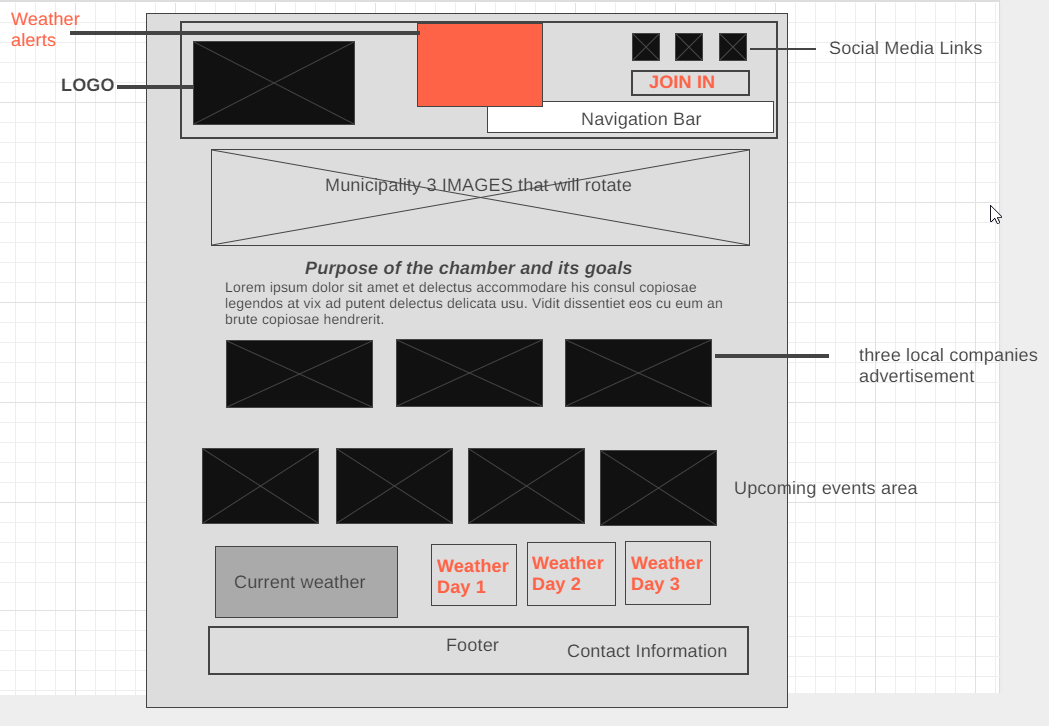 Weather
alerts
Social Media Links
LOGO
JOIN IN
Navigation Bar
Municipality 3 IMAGES that will rotate
Purpose of the chamber and its goals
Lorem ipsum dolor sit amet et delectus accommodare his consul copiosae
legendos at vix ad putent delectus delicata usu. Vidit dissentiet eos cu eum an
brute copiosae hendrerit.
three local companies
advertisement
Upcoming events area
Current weather
Weather
Day 1
Weather
Day 2
Weather
Day 3
Footer
Contact Information